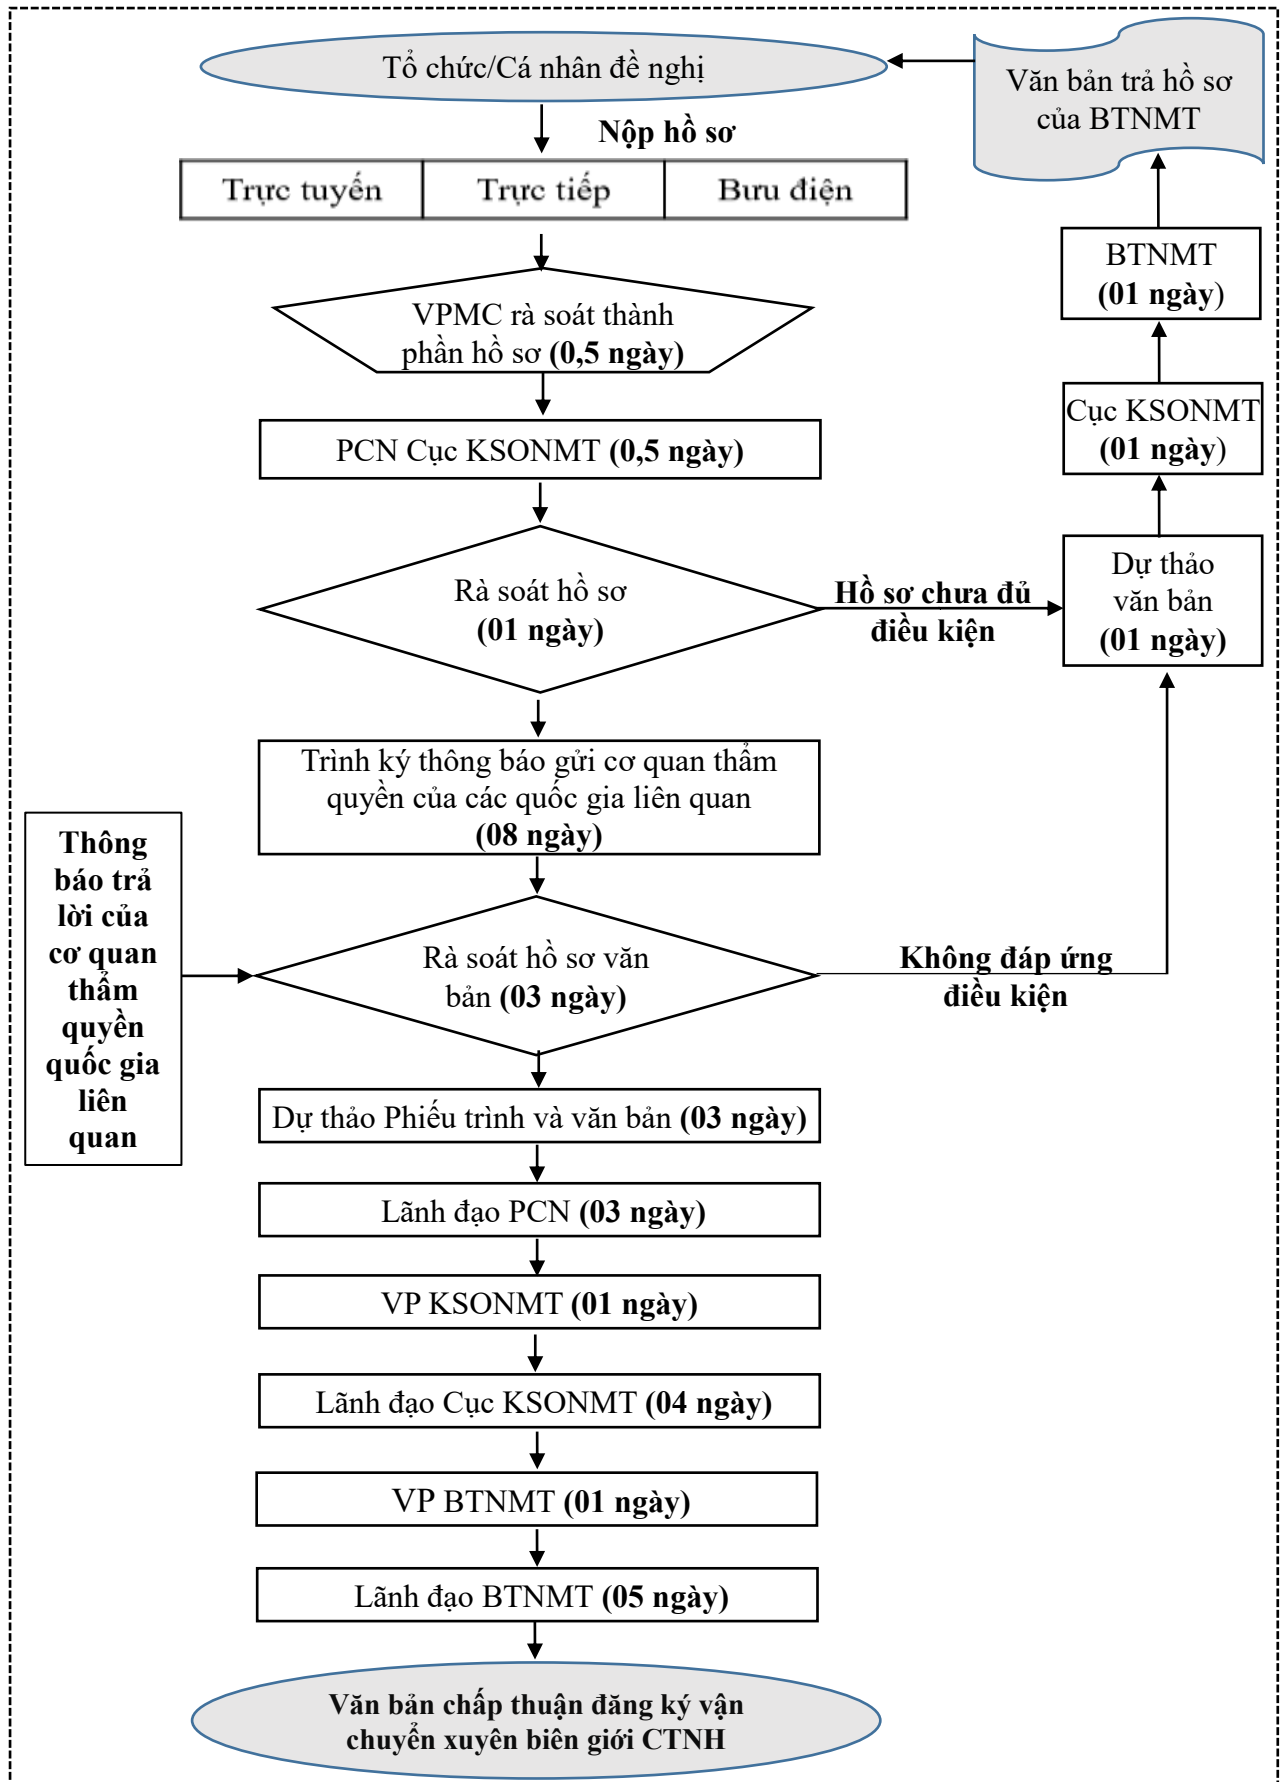 Tổ chức/Cá nhân đề nghị
Văn bản trả hồ sơ
của BTNMT
Nộp hồ sơ
Trực tuyến
Trực tiếp
Bưu điện
VPMC rà soát thành
phần hồ sơ (0,5 ngày)
BTNMT
(01 ngày)
PCN Cục KSONMT (0,5 ngày)
Cục KSONMT
(01 ngày)
Rà soát hồ sơ
(01 ngày)
Hồ sơ chưa đủ
điều kiện
Dự thảo
văn bản
(01 ngày)
Trình ký thông báo gửi cơ quan thẩm
quyền của các quốc gia liên quan
(08 ngày)
Thông
báo trả
lời của
cơ quan
thẩm
quyền
quốc gia
liên
quan
Rà soát hồ sơ văn
bản (03 ngày)
Không đáp ứng
điều kiện
Dự thảo Phiếu trình và văn bản (03 ngày)
Lãnh đạo PCN (03 ngày)
VP KSONMT (01 ngày)
Lãnh đạo Cục KSONMT (04 ngày)
VP BTNMT (01 ngày)
Lãnh đạo BTNMT (05 ngày)
Văn bản chấp thuận đăng ký vận
chuyển xuyên biên giới CTNH